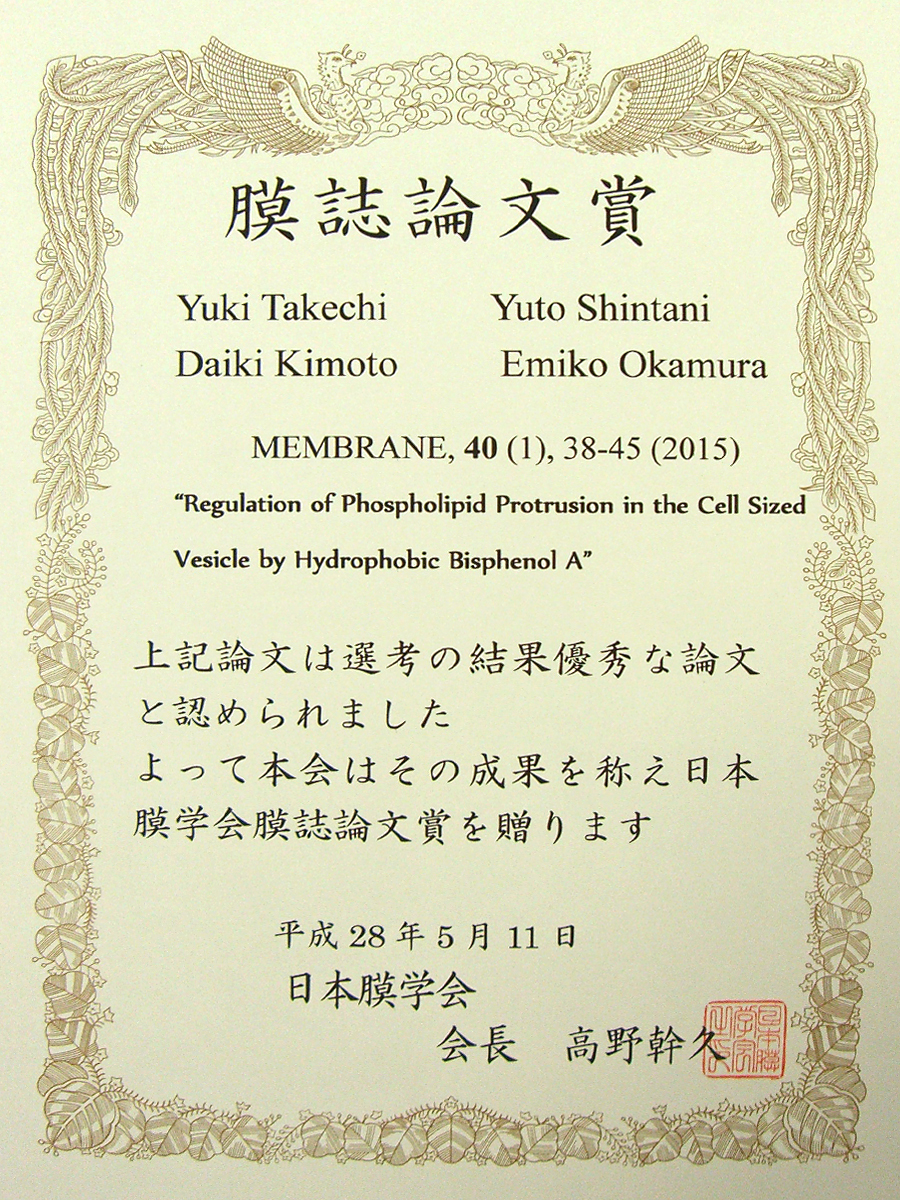 膜誌論文賞
Yuki Takechi Yuto Shintani
Daiki Kimoto Emiko Okamura
MEMBRANE, 40 (1), 38-45 (2015)
“Regulation of Phospholipid Protrusion in the Cell Sized
Vesicle by Hydrophobic Bisphenol A”
上記論文は選考の結果優秀な論文
と認められました
よって本会はその成果を称え日本
膜学会膜誌論文賞を贈ります
平成 28 年 5 月 11 日
日本膜学会
会長 高野幹久